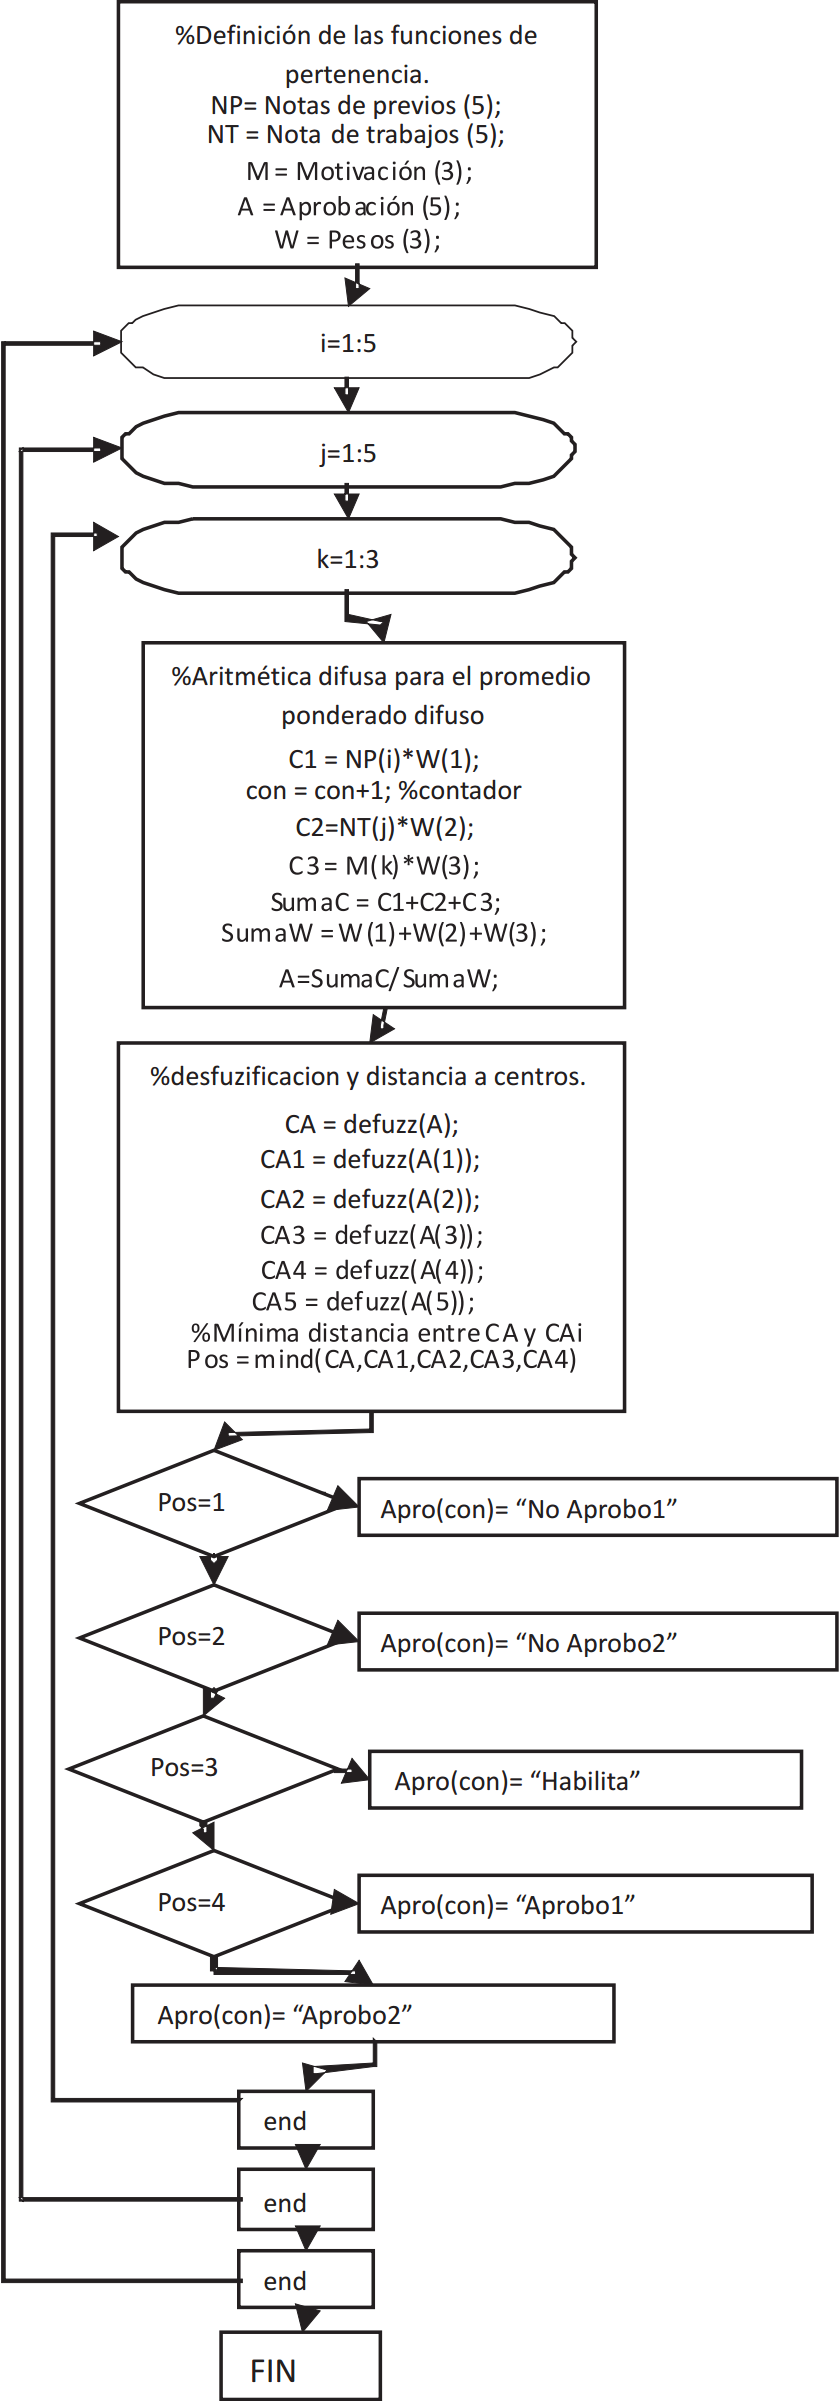 %Definición de las funciones de
pertenencia.
NP= Notas de previos (5);
NT = Nota de trabajos (5);
M = Motivación (3);
A = Aprobación (5);
W = Pesos (3);
i=1:5
j=1:5
k=1:3
%Aritmética difusa para el promedio
ponderado difuso
C1 = NP(i)*W(1);
con = con+1; %contador
C2=NT(j)*W(2);
C3 = M(k)*W(3);
SumaC = C1+C2+C3;
SumaW = W(1)+W(2)+W(3);
A=SumaC/SumaW;
%desfuzificacion y distancia a centros.
CA = defuzz(A);
CA1 = defuzz(A(1));
CA2 = defuzz(A(2));
CA3 = defuzz(A(3));
CA4 = defuzz(A(4));
CA5 = defuzz(A(5));
%Mínima distancia entre CA y CAi
Pos = mind(CA,CA1,CA2,CA3,CA4)
Pos=1
Apro(con)= “No Aprobo1”
Pos=2
Apro(con)= “No Aprobo2”
Pos=3
Apro(con)= “Habilita”
Pos=4
Apro(con)= “Aprobo1”
Apro(con)= “Aprobo2”
end
end
end
FIN